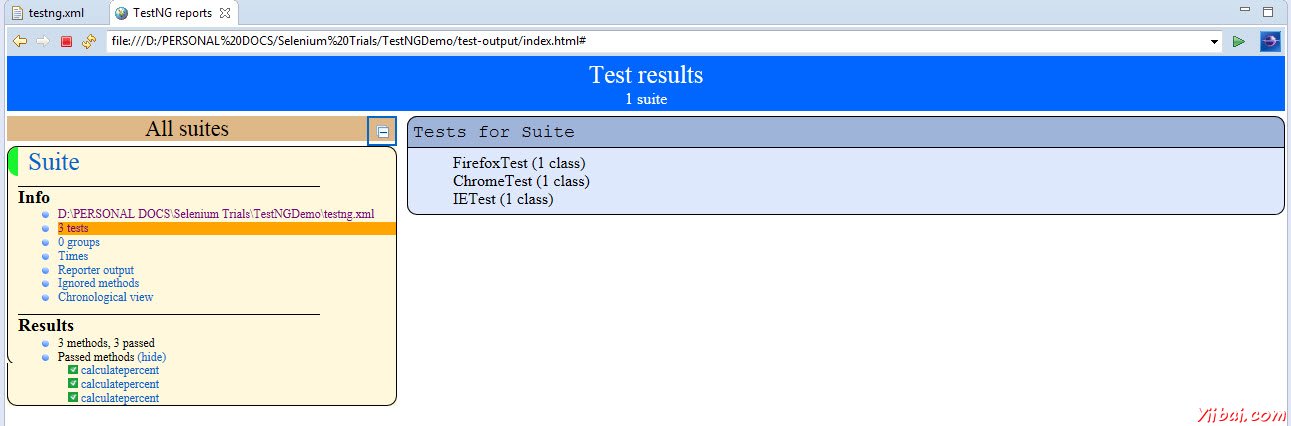 testng.xml
TestNG reports
file:///D:/PERSONAL%20DOCS/Selenium%20Trials/TestNGDemo/test-output/index.html#
Test results
1 suite
All suites
Suite
Info
D:\PERSONAL DOCS\Selenium Trials\TestNGDemo\testng.xml
3 tests
0 groups
Times
Reporter output
Ignored methods
Chronological view
Results
3 methods, 3 passed
Passed methods (hide)
calculatepercent
calculatepercent
calculatepercent
Tests for Suite
FirefoxTest (1 class)
ChromeTest (1 class)
IETest (1 class)
Yiibai.com